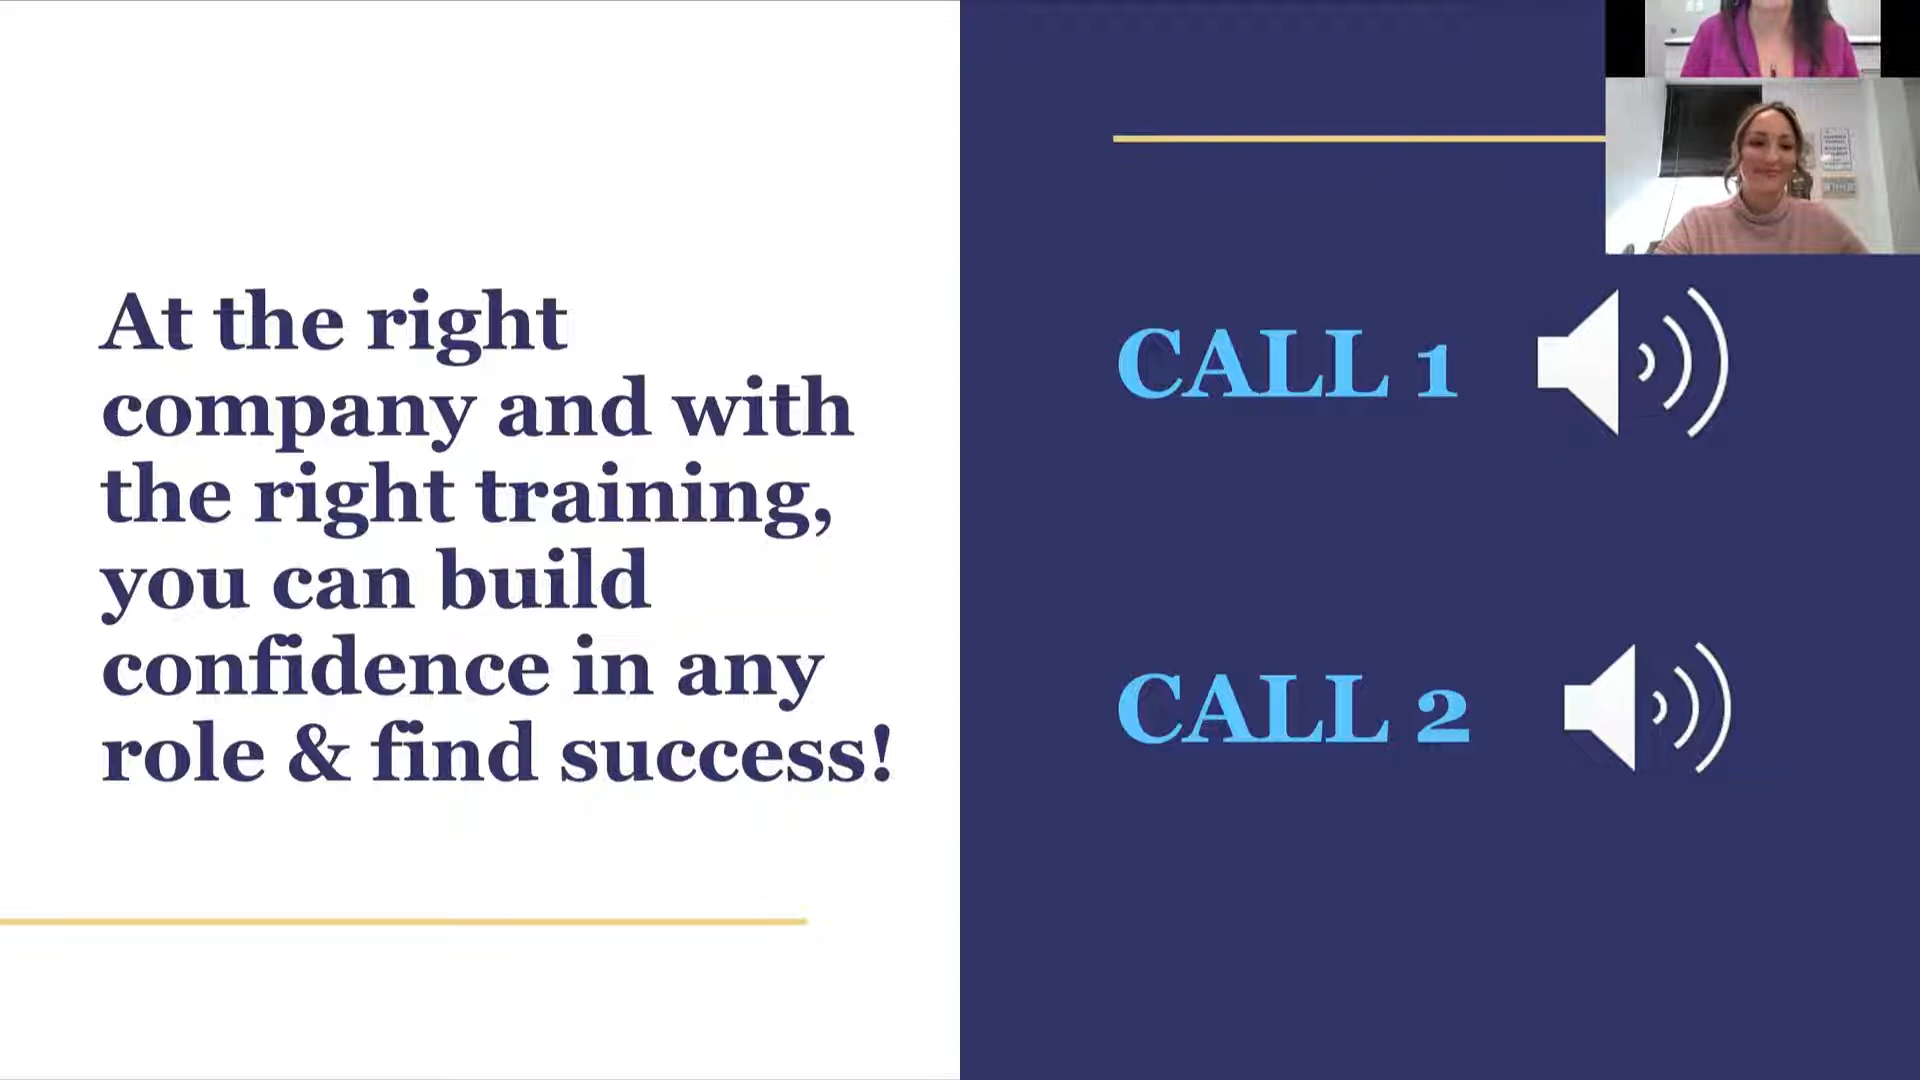 At the right
company and with
the right training,
you can build
confidence in any
role & find success!
CALL 1
CALL 2